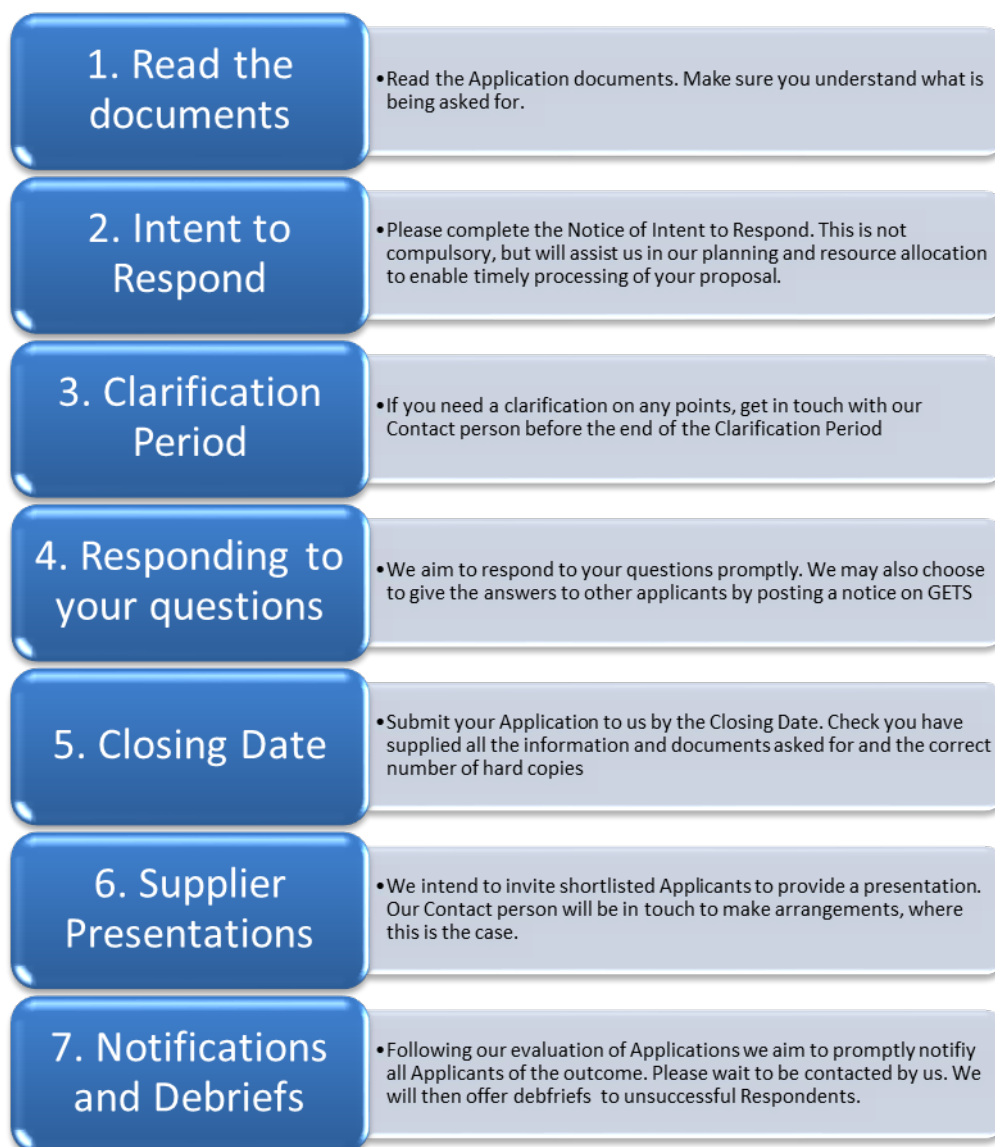 1. Read the
documents
•Read the Application documents. Make sure you understand what is
being asked for.
2. Intent to
Respond
•Please complete the Notice of Intent to Respond. This is not
compulsory, but will assist us in our planning and resource allocation
to enable timely processing of your proposal.
3. Clarification
Period
•If you need a clarification on any points, get in touch with our
Contact person before the end of the Clarification Period
4. Responding to
your questions
•We aim to respond to your questions promptly. We may also choose
to give the answers to other applicants by posting a notice on GETS
5. Closing Date
•Submit your Application to us by the Closing Date. Check you have
supplied all the information and documents asked for and the correct
number of hard copies
6. Supplier
Presentations
•We intend to invite shortlisted Applicants to provide a presentation.
Our Contact person will be in touch to make arrangements, where
this is the case.
7. Notifications
and Debriefs
•Following our evaluation of Applications we aim to promptly notifiy
all Applicants of the outcome. Please wait to be contacted by us. We
will then offer debfriefs to unsuccessful Respondents.